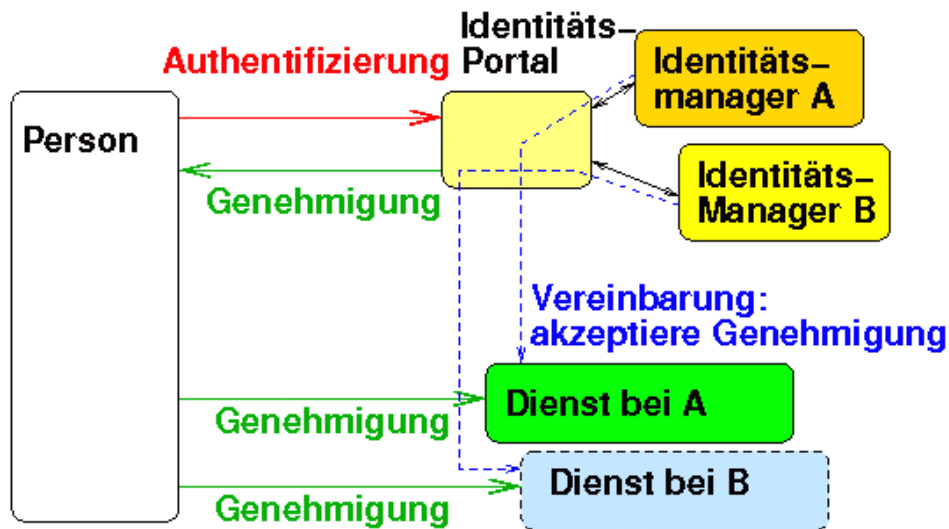 Identitäts–
Portal
Authentifizierung
Identitäts–
manager A
Person
Genehmigung
Identitäts–
Manager B
Vereinbarung:
akzeptiere Genehmigung
Dienst bei A
Genehmigung
Dienst bei B
Genehmigung